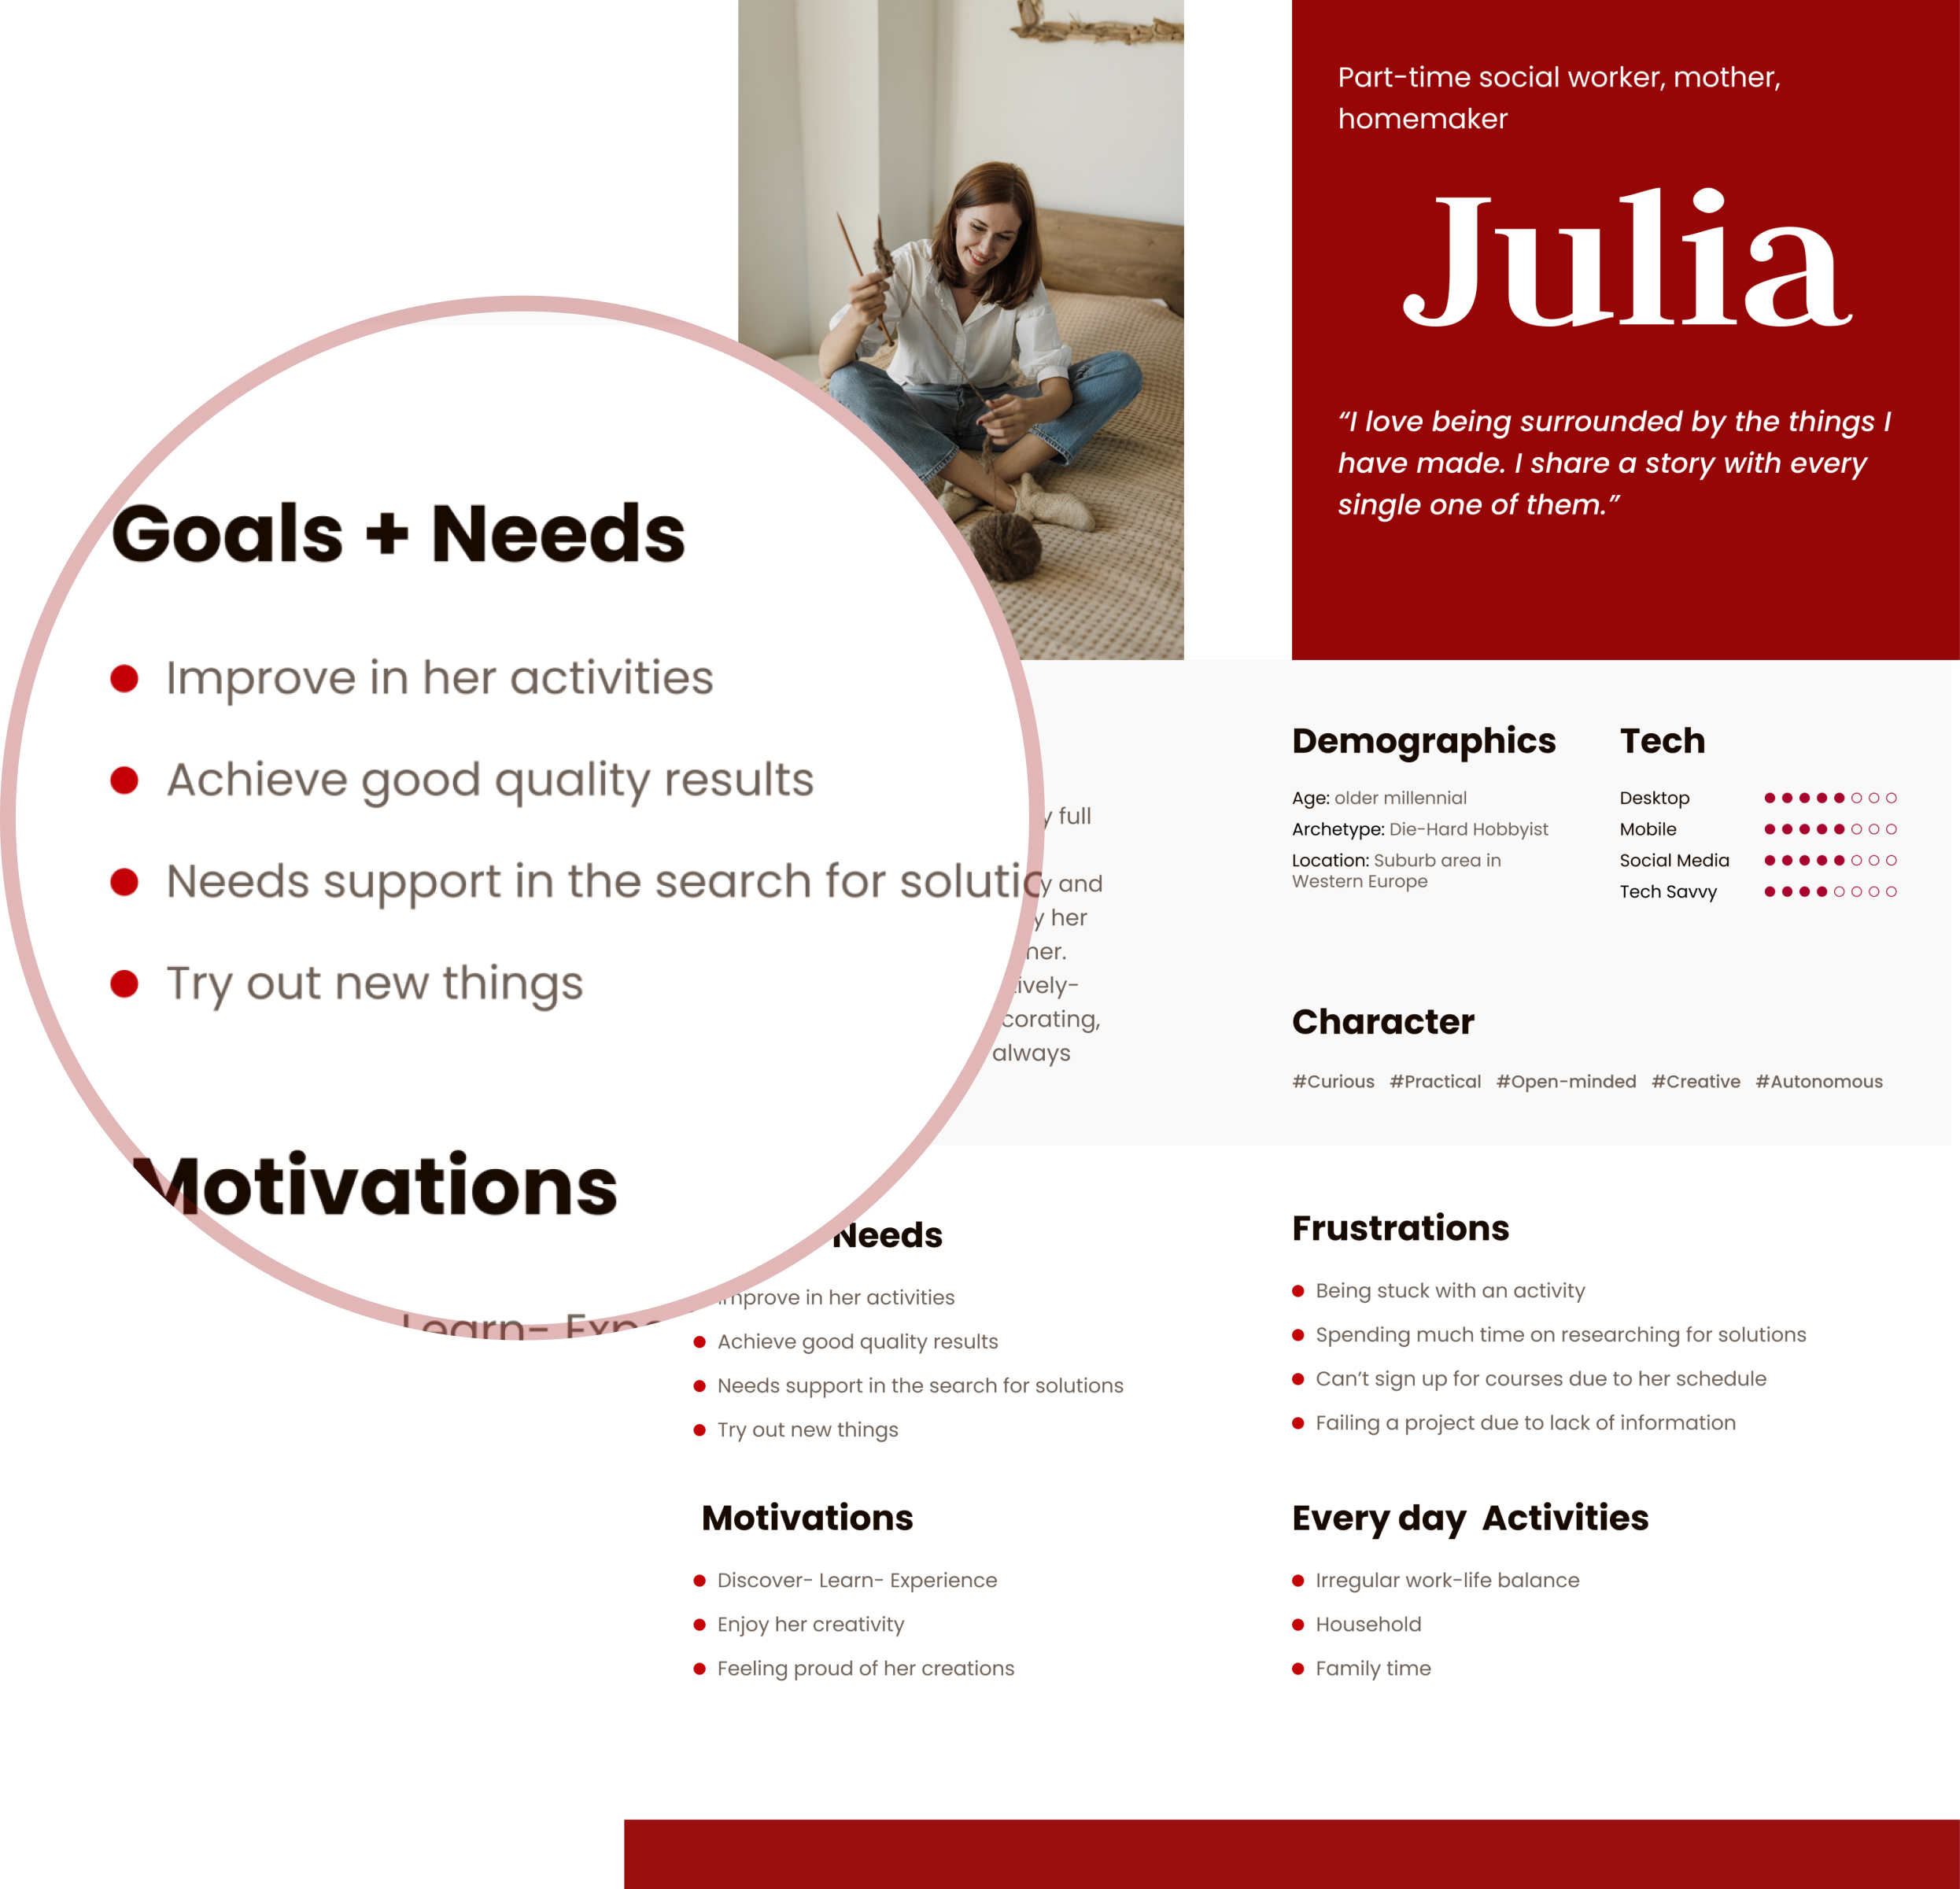 Part-time social worker, mother,
homemaker
Julia
“I love being surrounded by the things I
have made. I share a story with every
single one of them.”
Goals + Needs
Improve in her activities
Achieve good quality results
Needs support in the search for
Try out new things
Motivations
Learn-
full
and
her
always
Demographics
Age: older millennial
Archetype: Die-Hard Hobbyist
Location: Suburb area in
Western Europe
Tech
Desktop
Mobile
Social Media
Tech Savvy
Character
#Curious #Practical #Open-minded #Creative #Autonomous
Needs
Improve in her activities
Achieve good quality results
Needs support in the search for solutions
Try out new things
Frustrations
Being stuck with an activity
Spending much time on researching for solutions
Can’t sign up for courses due to her schedule
Failing a project due to lack of information
Motivations
Discover- Learn- Experience
Enjoy her creativity
Feeling proud of her creations
Every day Activities
Irregular work-life balance
Household
Family time